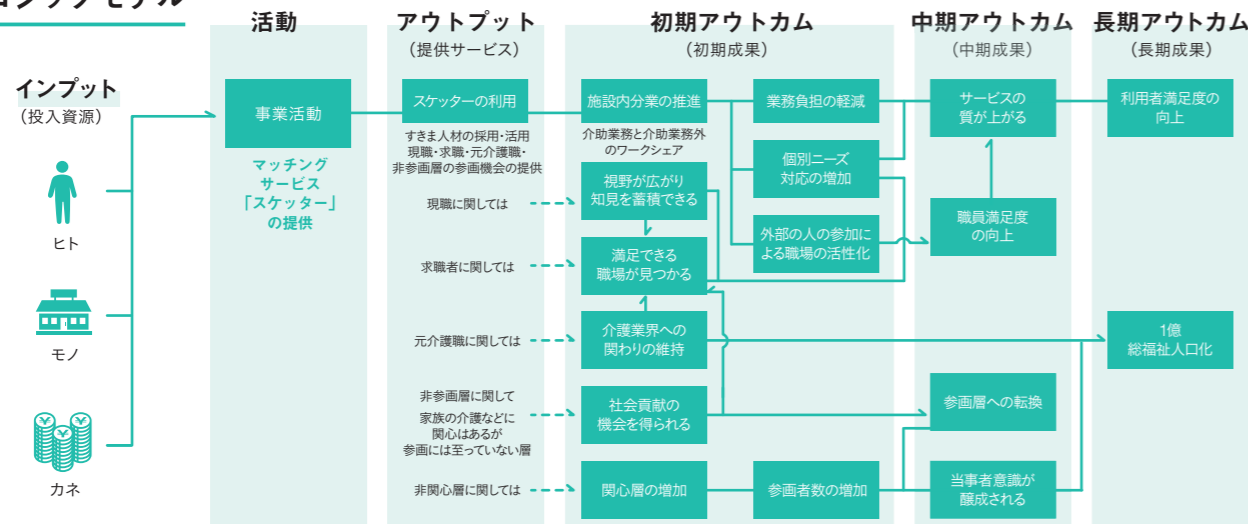 ロジックモデル
インプット
(投入資源)
ヒト
モノ
カネ
活動
事業活動
マッチング
サービス
「スケッター」
の提供
アウトプット
(提供サービス)
スケッターの利用
すきま人材の採用・活用
現職・求職・元介護職・
非参画層の参画機会の提供
現職に関しては
求職者に関しては
元介護職に関しては
非参画層に関して
家族の介護などに
関心はあるが
参画には至っていない層
非関心層に関しては
初期アウトカム
(初期成果)
施設内分業の推進
介助業務と介助業務外
のワークシェア
視野が広がり
知見を蓄積できる
満足できる
職場が見つかる
介護業界への
関わりの維持
社会貢献の
機会を得られる
関心層の増加
業務負担の軽減
個別ニーズ
対応の増加
外部の人の参加に
よる職場の活性化
参画者数の増加
中期アウトカム
(中期成果)
サービスの
質が上がる
職員満足度
の向上
参画層への転換
当事者意識が
醸成される
長期アウトカム
(長期成果)
利用者満足度の
向上
1億
総福祉人口化